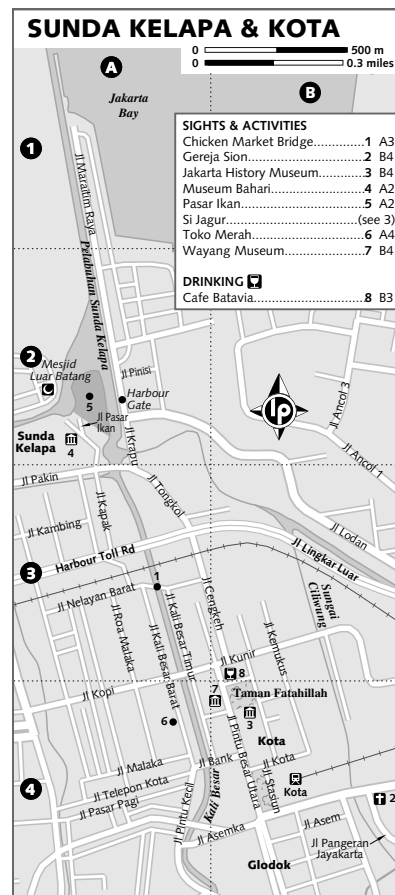 SUNDA KELAPA & KOTA
0 500 m
0 0.3 miles
A
B
Jakarta
Bay
1
SIGHTS & ACTIVITIES
Chicken Market Bridge..............1 A3
Gereja Sion..............................2 B4
Jakarta History Museum..........3 B4
Museum Bahari........................4 A2
Pasar Ikan.................................5 A2
Si Jagur..............................(see 3)
Toko Merah..............................6 A4
Wayang Museum.....................7 B4
DRINKING
Cafe Batavia.............................8 B3
Jl Maraitim Raya
Pelabuhan Sunda Kelapa
2
Mesjid
Luar Batang
Jl Pinisi
Harbour
Gate
5
Jl Pasar
Ikan
lp
Jl Ancol 3
Sunda
Kelapa
4
Jl Krapu
Jl Ancol 1
Jl Pakin
Jl Kapak
Jl Tongkol
Jl Lodan
Jl Kambing
Harbour Toll Rd
Jl Lingkar Luar
3
1
Jl Nelayan Barat
Jl Cengkeh
Sungai
Ciliwung
Jl Roa Malaka
Jl Kali Besar Barat
Jl Kali Besar Timur
Jl Kemukus
Jl Kunir
8
Jl Kopi
7
Taman Fatahillah
6
3
Kota
Jl Malaka
Jl Bank
Jl Kota
4
Jl Telepon Kota
Jl Pasar Pagi
Jl Pintu Kecil
Kali Besar
Jl Pintu Besar Utara
Jl Stasiun
Kota
2
Jl Asemka
Jl Asem
Jl Pangeran
Jayakarta
Glodok